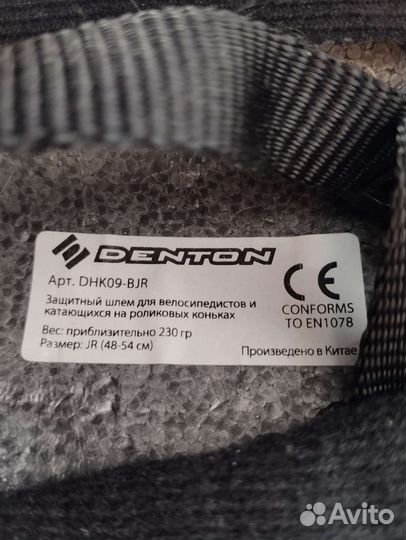 DENTON
Арт. DHK09-BJR
Защитный шлем для велосипедистов и
катающихся на роликовых коньках
Вес: приблизительно 230 гр
Размер: JR (48-54 см)
CE
CONFORMS
TO EN1078
Произведено в Китае
Avito